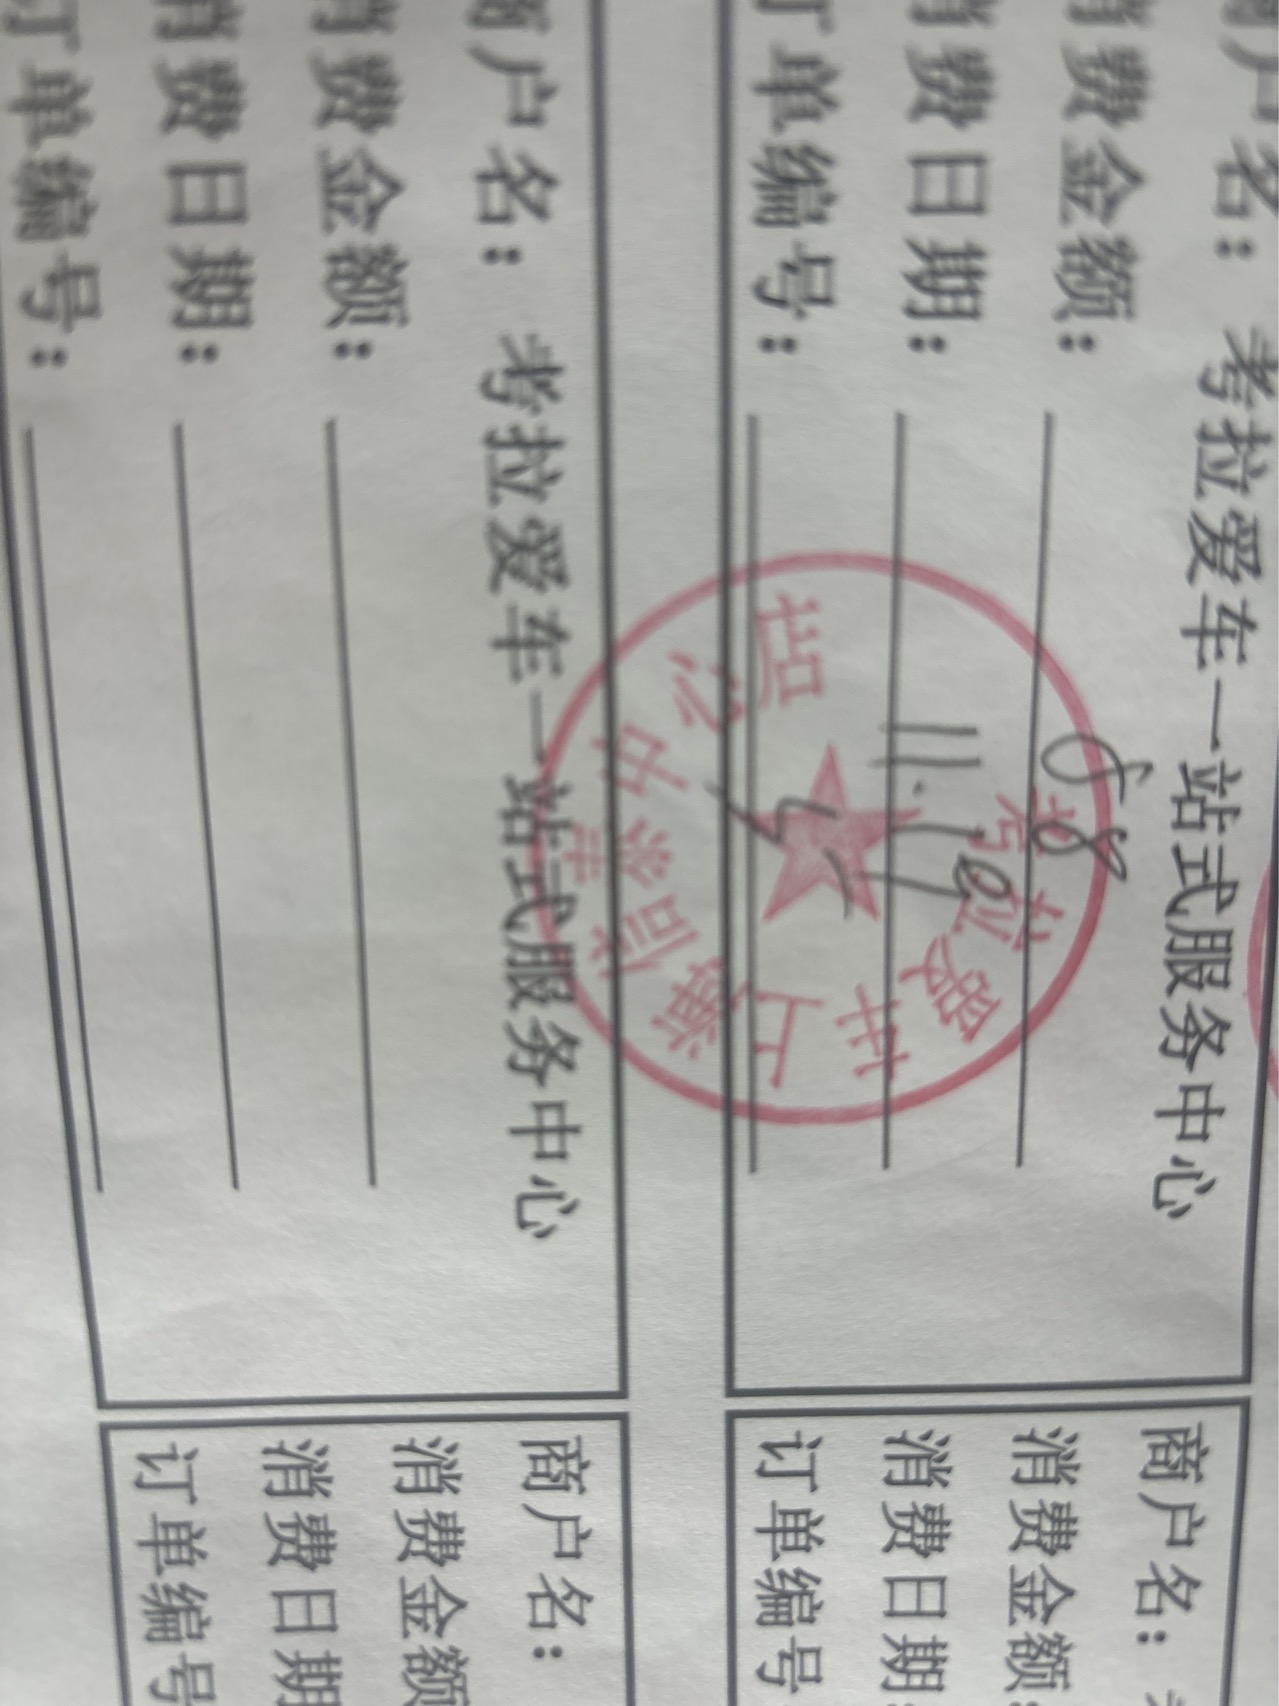 商户名：考拉爱车一站式服务中心
消费金额：58
消费日期：11.10
订单编号：
商户名：考拉爱车一站式服务中心
消费金额：
消费日期：
订单编号：
商户名：
消费金额：
消费日期：
订单编号
商户名：
消费金额
消费日期
订单编号